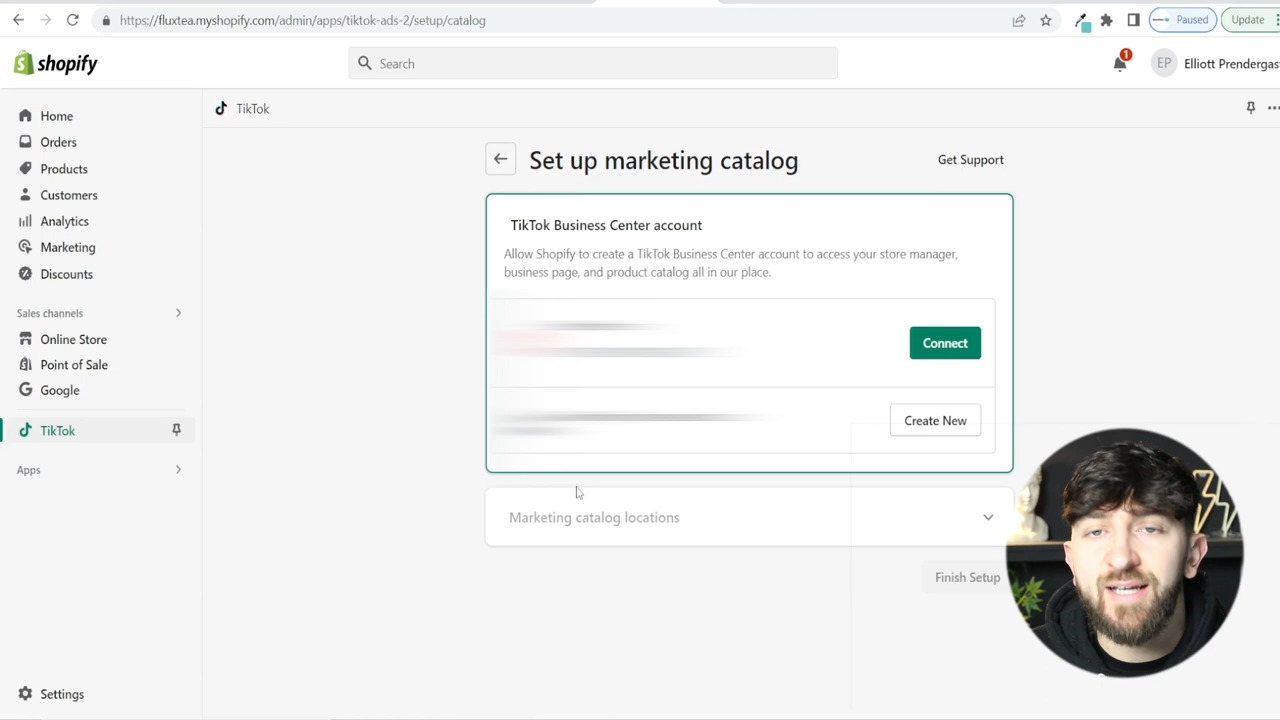 https://fluxtea.myshopify.com/admin/apps/tiktok-ads-2/setup/catalog
Paused
Update
shopify
Search
1
EP
Elliott Prendergas
Home
Orders
Products
Customers
Analytics
Marketing
Discounts
Sales channels
Online Store
Point of Sale
Google
TikTok
Apps
Settings
TikTok
Set up marketing catalog
Get Support
TikTok Business Center account
Allow Shopify to create a TikTok Business Center account to access your store manager,
business page, and product catalog all in our place.
Connect
Create New
Marketing catalog locations
Finish Setup